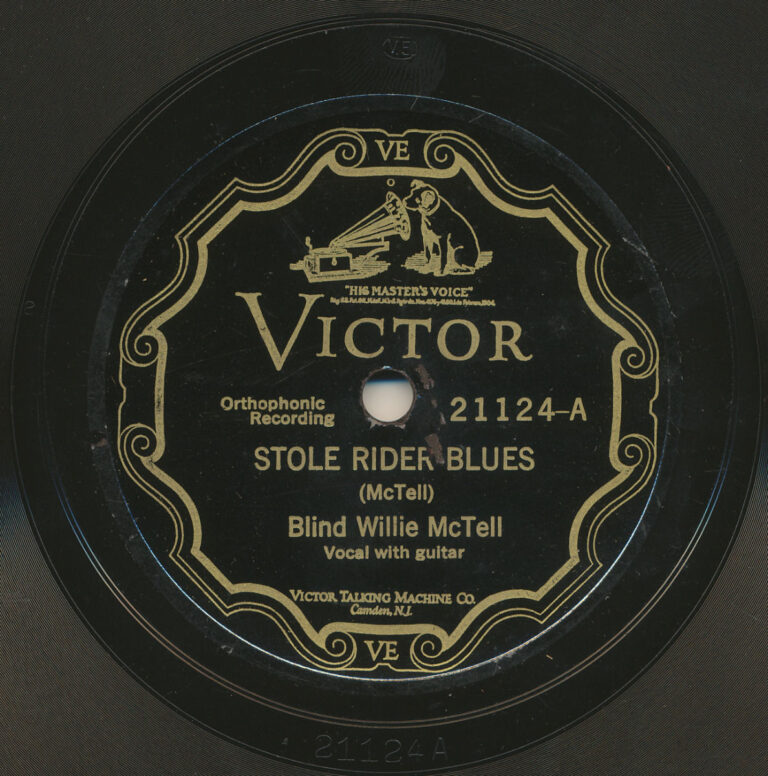 VE
VE
"HIS MASTER'S VOICE"
VICTOR
Orthophonic
Recording
21124-A
STOLE RIDER BLUES
(McTell)
Blind Willie McTell
Vocal with guitar
VICTOR TALKING MACHINE CO.
Camden, N.J.
VE
21124A